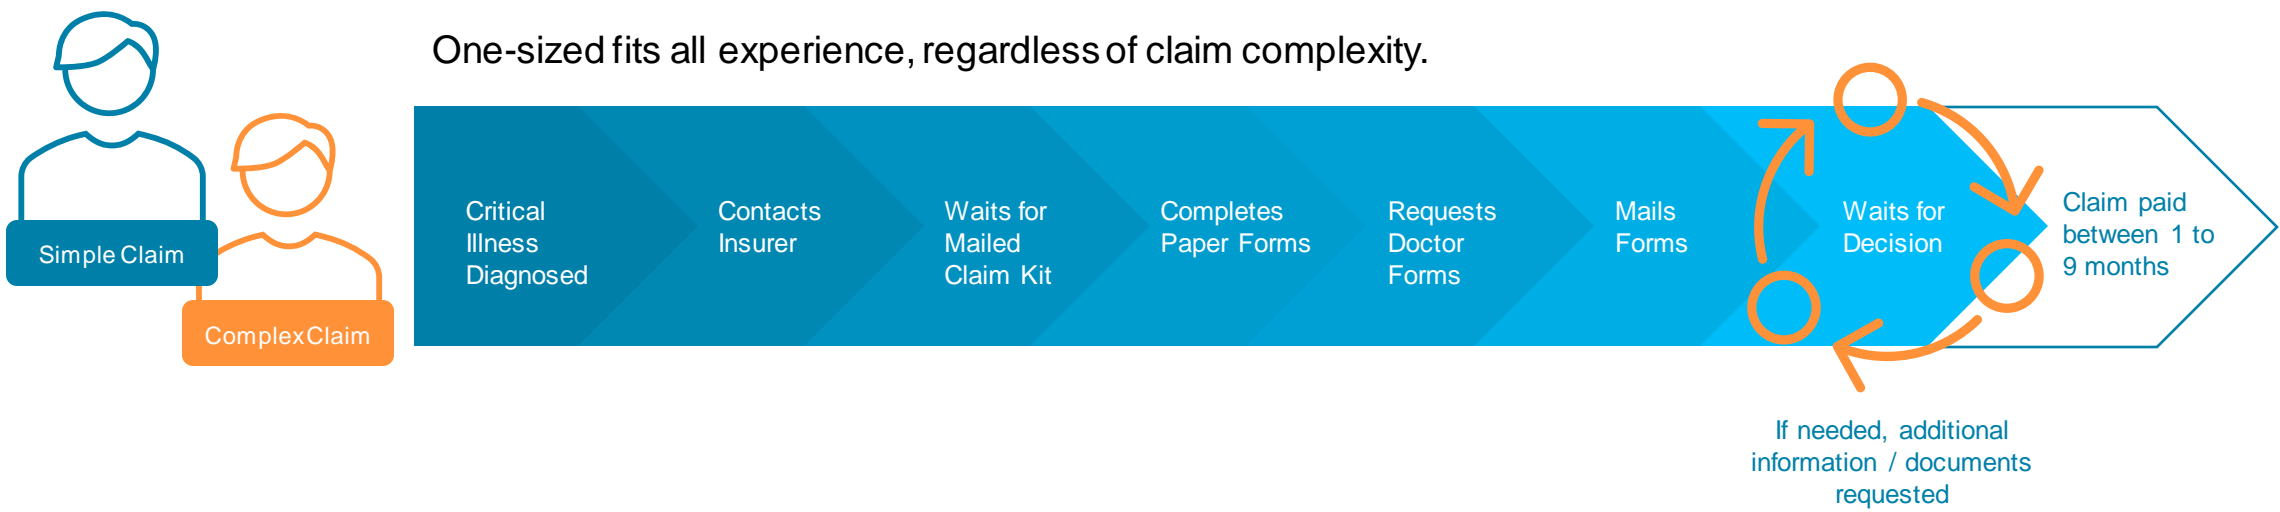 One-sized fits all experience, regardless of claim complexity.
Simple Claim
Complex Claim
Critical
Illness
Diagnosed
Contacts
Insurer
Waits for
Mailed
Claim Kit
Completes
Paper Forms
Requests
Doctor
Forms
Mails
Forms
Waits for
Decision
Claim paid
between 1 to
9 months
If needed, additional
information / documents
requested